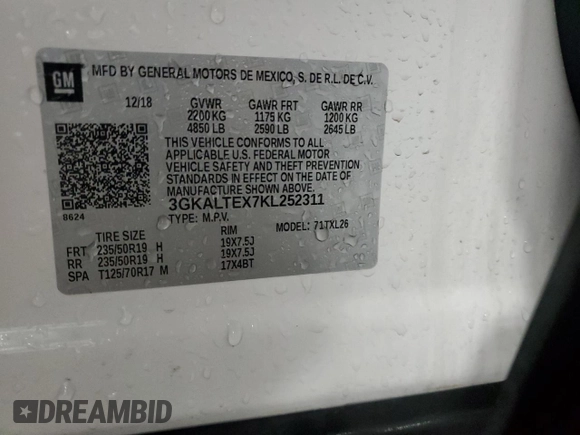 GM
MFD BY GENERAL MOTORS DE MEXICO, S. DE R.L. DE C.V.
12/18 GVWR GAWR FRT GAWR RR
2200 KG 1175 KG 1200 KG
4850 LB 2590 LB 2645 LB
THIS VEHICLE CONFORMS TO ALL
APPLICABLE U.S. FEDERAL MOTOR
VEHICLE SAFETY AND THEFT PREVENTION
STANDARDS IN EFFECT ON THE DATE OF
MANUFACTURE SHOWN ABOVE.
8624 3GKALTEX7KL252311
TYPE: M.P.V. MODEL: 71TXL26
TIRE SIZE RIM
FRT 235/50R19 H 19X7.5J
RR 235/50R19 H 19X7.5J
SPA T125/70R17 M 17X4BT
DREAMBID